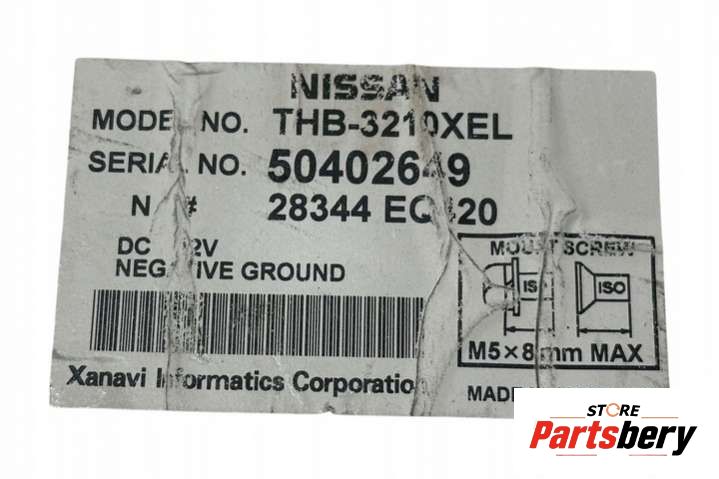 NISSAN
MODEL NO. THB-3210XEL
SERIAL NO. 50402649
28344
DC 12V
NEGATIVE GROUND
MOUNT SCREW
ISO ISO
M5×8mm MAX
Xanavi Informatics Corporation
MADE
STORE
Partsbery